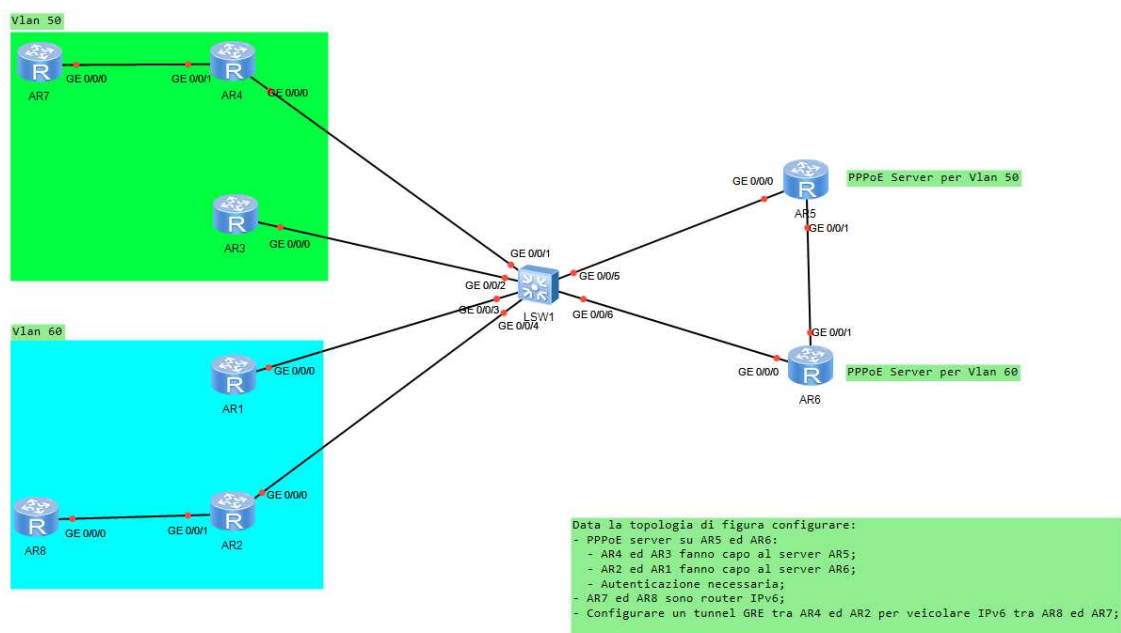 Vlan 50
R
AR7
GE 0/0/0
GE 0/0/1
R
AR4
GE 0/0/0
R
AR3
GE 0/0/0
GE 0/0/1
GE 0/0/2
GE 0/0/3
GE 0/0/4
LSW1
GE 0/0/5
GE 0/0/6
GE 0/0/0
R
AR5
GE 0/0/1
PPPoE Server per Vlan 50
GE 0/0/1
GE 0/0/0
R
AR6
PPPoE Server per Vlan 60
Vlan 60
R
AR1
GE 0/0/0
R
AR8
GE 0/0/0
GE 0/0/1
R
AR2
GE 0/0/0
Data la topologia di figura configurare:
- PPPoE server su AR5 ed AR6:
- AR4 ed AR3 fanno capo al server AR5;
- AR2 ed AR1 fanno capo al server AR6;
- Autenticazione necessaria;
- AR7 ed AR8 sono router IPv6;
- Configurare un tunnel GRE tra AR4 ed AR2 per veicolare IPv6 tra AR8 ed AR7;